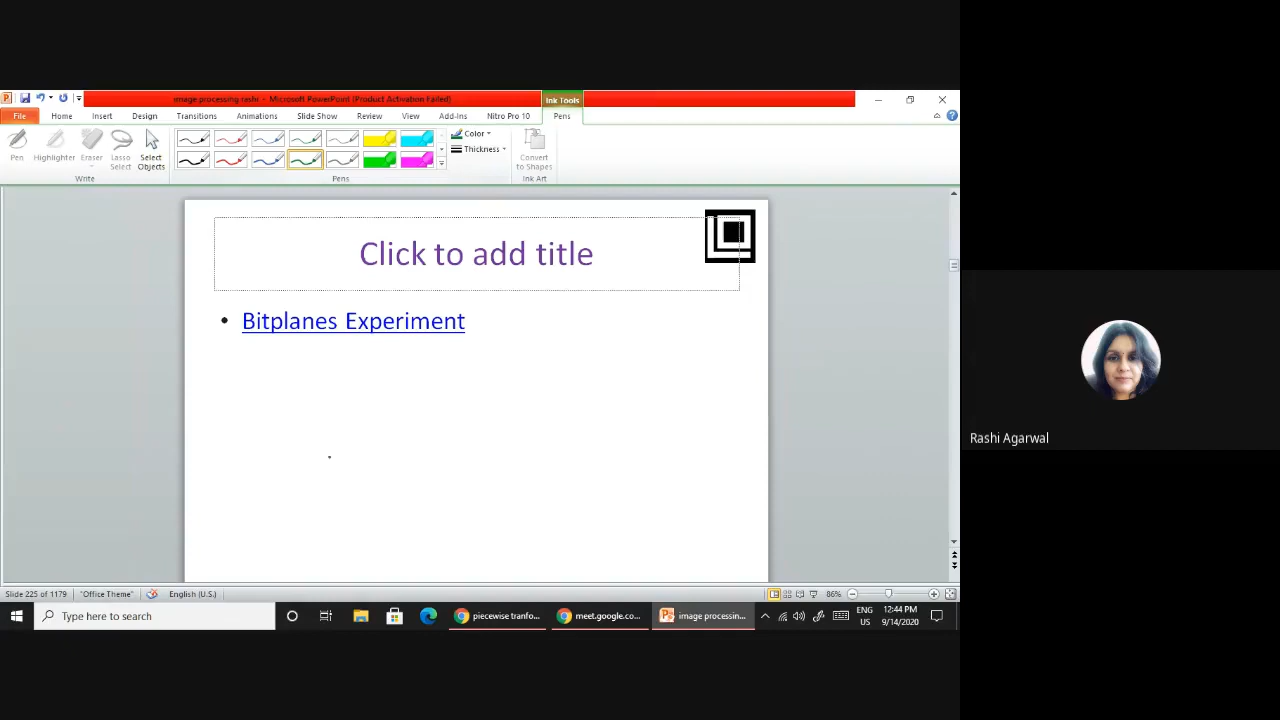 image processing rashi - Microsoft PowerPoint (Product Activation Failed)
Ink Tools
File Home Insert Design Transitions Animations Slide Show Review View Add-Ins Nitro Pro 10 Pens
Pen Highlighter Eraser Lasso Select Select Objects
Color
Thickness
Convert to Shapes
Write Pens Ink Art
Click to add title
• Bitplanes Experiment
Rashi Agarwal
Slide 225 of 1179 "Office Theme" English (U.S.) 86%
Type here to search
piecewise tranfo... meet.google.co... image processin...
ENG US
12:44 PM
9/14/2020